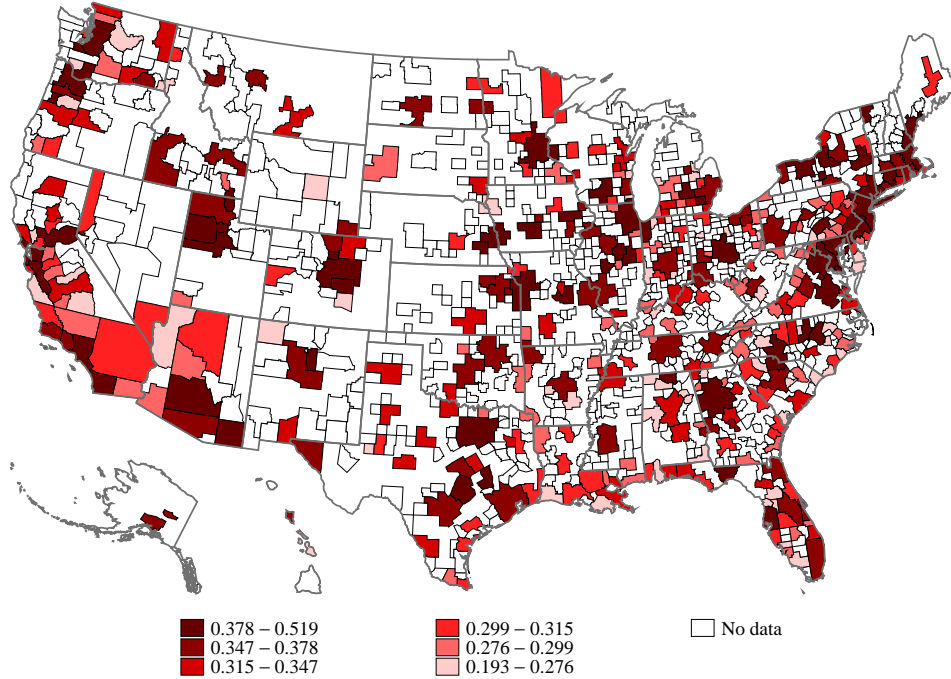 0.378 – 0.519
0.347 – 0.378
0.315 – 0.347
0.299 – 0.315
0.276 – 0.299
0.193 – 0.276
No data